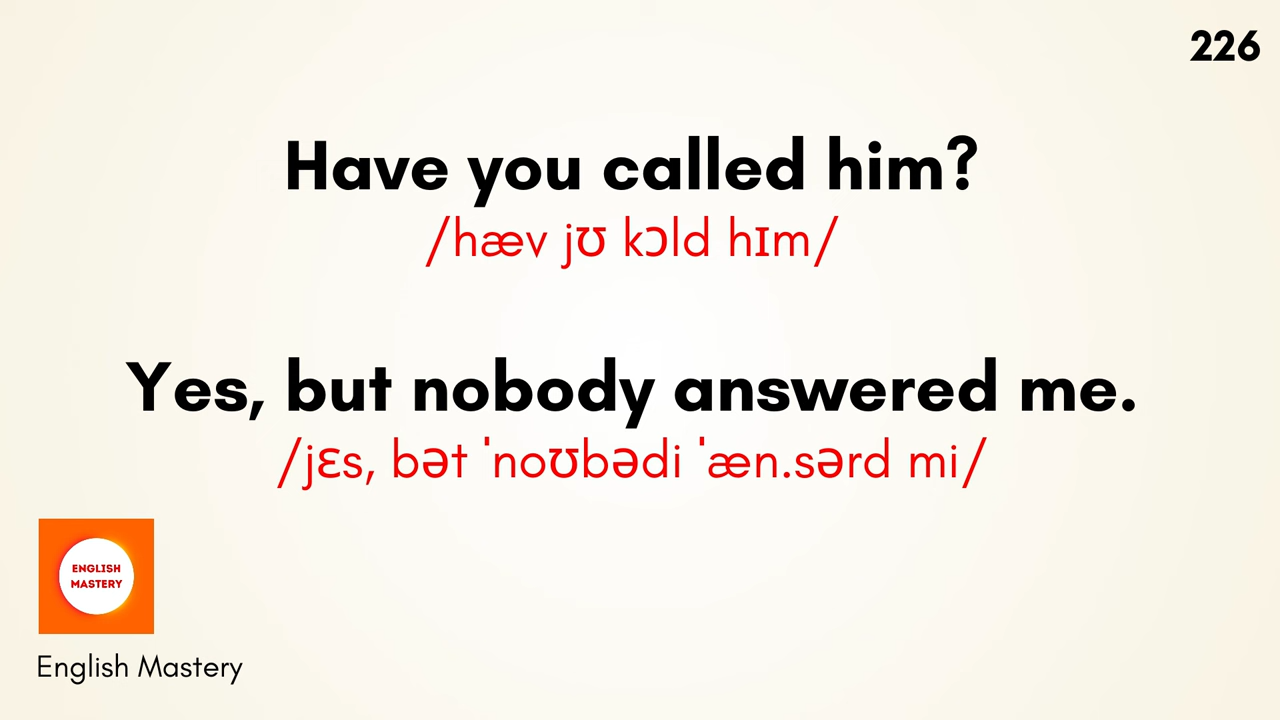 226
Have you called him?
/hæv jʊ kɔld hɪm/
Yes, but nobody answered me.
/jɛs, bət ˈnoʊbədi ˈæn.sərd mi/
ENGLISH
MASTERY
English Mastery